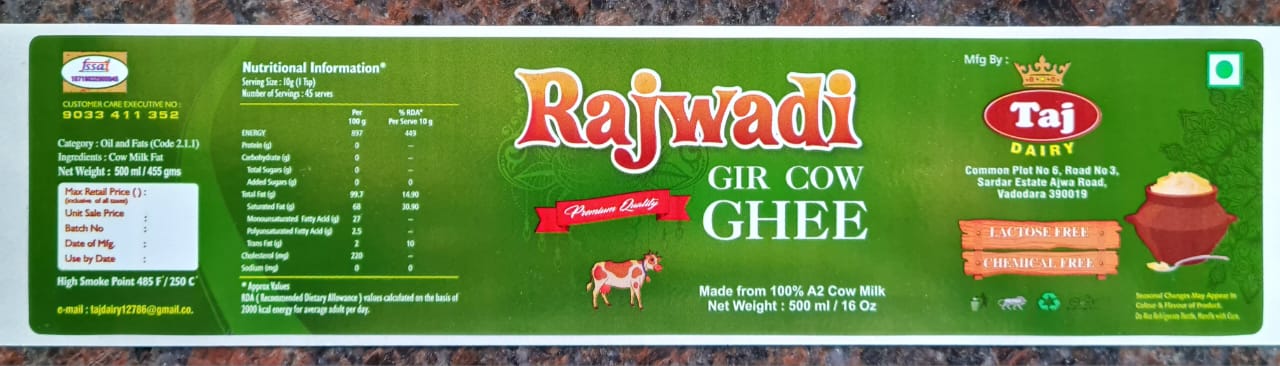 fssai
CUSTOMER CARE EXECUTIVE NO :
9033 411 352
Category : Oil and Fats (Code 2.1.1)
Ingredients : Cow Milk Fat
Net Weight : 500 ml / 455 gms
Max Retail Price ( ) :
(inclusive of all taxes)
Unit Sale Price :
Batch No :
Date of Mfg. :
Use by Date :
High Smoke Point 485 F°/ 250 C°
e-mail : tajdairy12786@gmail.co.
Nutritional Information*
Serving Size : 10g (1 Tsp)
Number of Servings : 45 serves
Per 100 g % RDA* Per Serve 10 g
ENERGY 897 449
Protein (g) 0 –
Carbohydrate (g) 0 –
Total Sugars (g) 0 –
Added Sugars (g) 0 0
Total Fat (g) 99.7 14.90
Saturated Fat (g) 68 30.90
Monounsaturated Fatty Acid (g) 27 –
Polyunsaturated Fatty Acid (g) 2.5 –
Trans Fat (g) 2 10
Cholesterol (mg) 220 –
Sodium (mg) 0 0
* Approx Values
RDA ( Recommended Dietary Allowance ) values calculated on the basis of
2000 kcal energy for average adult per day.
Rajwadi
GIR COW
GHEE
Premium Quality
Made from 100% A2 Cow Milk
Net Weight : 500 ml / 16 Oz
Mfg By :
Taj
DAIRY
Common Plot No 6, Road No 3,
Sardar Estate Ajwa Road,
Vadodara 390019
LACTOSE FREE
CHEMICAL FREE
Seasonal Changes May Appear in
Colour & Flavour of Product.
Do Not Refrigerate Bottle, Handle with Care.